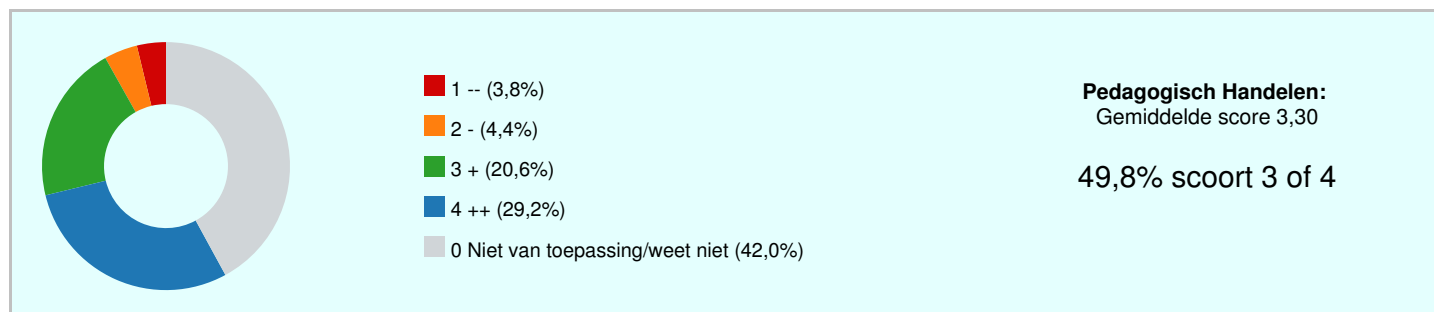 1 -- (3,8%)
2 - (4,4%)
3 + (20,6%)
4 ++ (29,2%)
0 Niet van toepassing/weet niet (42,0%)
Pedagogisch Handelen:
Gemiddelde score 3,30
49,8% scoort 3 of 4